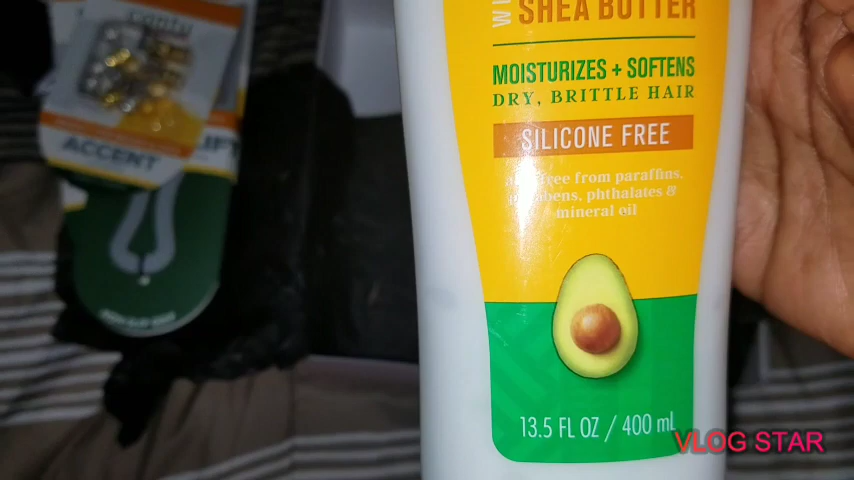 cantu
ACCENT
SHEA BUTTER
MOISTURIZES + SOFTENS
DRY, BRITTLE HAIR
SILICONE FREE
free from paraffins,
phthalates &
mineral oil
13.5 FL OZ / 400 mL
VLOG STAR